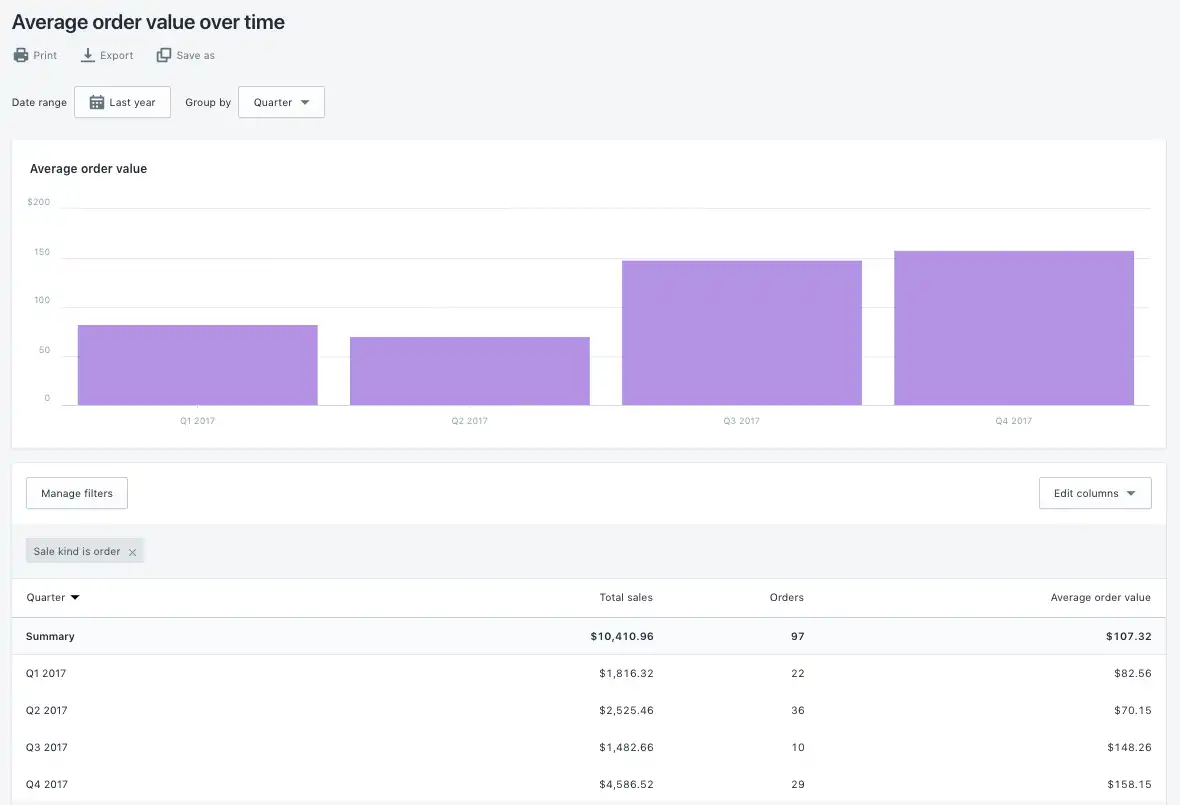 Average order value over time
Print Export Save as
Date range Last year Group by Quarter
Average order value
$200
150
100
50
0
Q1 2017 Q2 2017 Q3 2017 Q4 2017
Manage filters Edit columns
Sale kind is order ×
Quarter Total sales Orders Average order value
Summary $10,410.96 97 $107.32
Q1 2017 $1,816.32 22 $82.56
Q2 2017 $2,525.46 36 $70.15
Q3 2017 $1,482.66 10 $148.26
Q4 2017 $4,586.52 29 $158.15